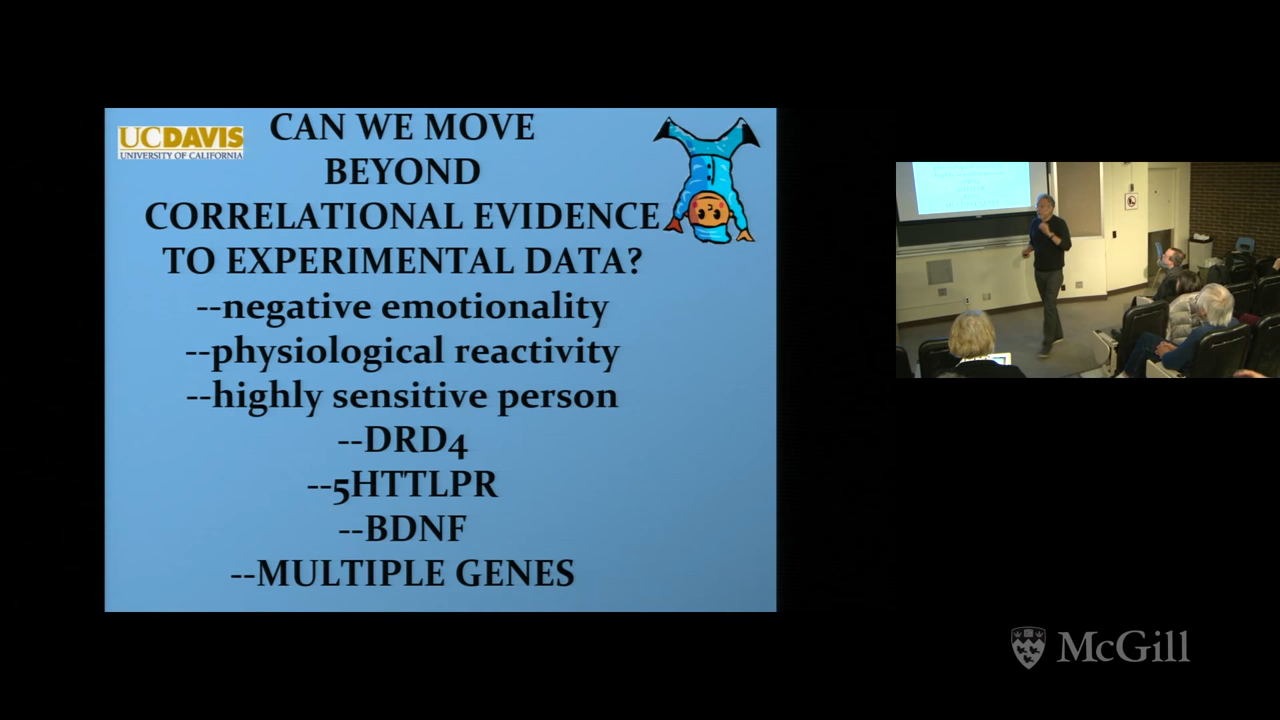 UCDAVIS
UNIVERSITY OF CALIFORNIA
CAN WE MOVE
BEYOND
CORRELATIONAL EVIDENCE
TO EXPERIMENTAL DATA?
--negative emotionality
--physiological reactivity
--highly sensitive person
--DRD4
--5HTTLPR
--BDNF
--MULTIPLE GENES
McGill